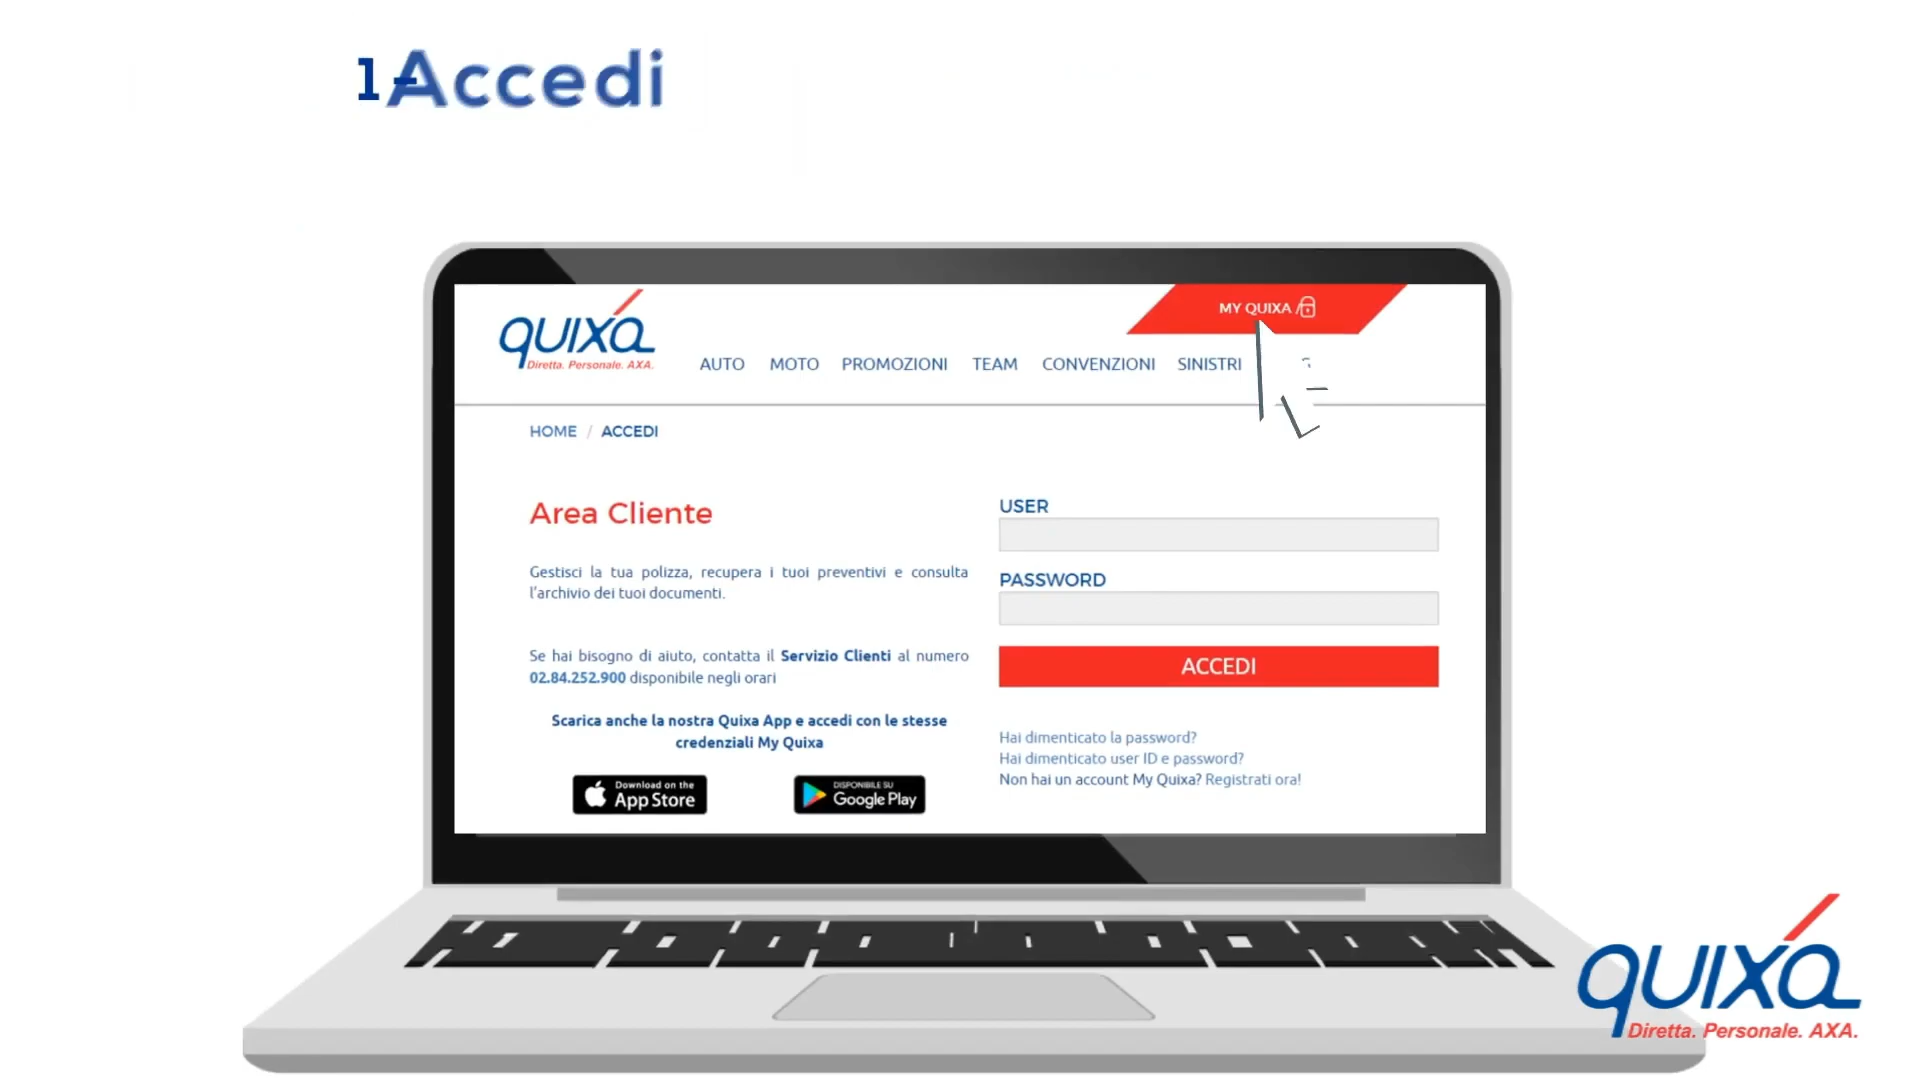 1-Accedi
MY QUIXA
quixa
Diretta. Personale. AXA.
AUTO MOTO PROMOZIONI TEAM CONVENZIONI SINISTRI
HOME / ACCEDI
Area Cliente
Gestisci la tua polizza, recupera i tuoi preventivi e consulta
l'archivio dei tuoi documenti.
Se hai bisogno di aiuto, contatta il Servizio Clienti al numero
02.84.252.900 disponibile negli orari
Scarica anche la nostra Quixa App e accedi con le stesse
credenziali My Quixa
Download on the
App Store
DISPONIBILE SU
Google Play
USER
PASSWORD
ACCEDI
Hai dimenticato la password?
Hai dimenticato user ID e password?
Non hai un account My Quixa? Registrati ora!
quixa
Diretta. Personale. AXA.